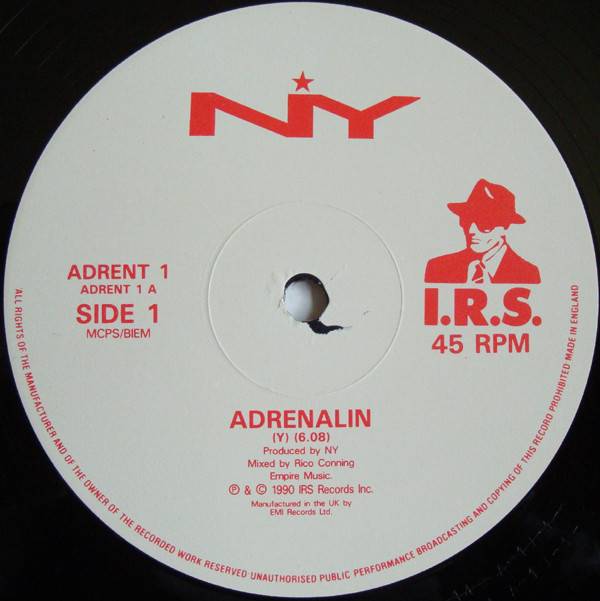 NY
ADRENT 1
ADRENT 1 A
SIDE 1
MCPS/BIEM
I.R.S.
45 RPM
ADRENALIN
(Y) (6.08)
Produced by NY
Mixed by Rico Conning
Empire Music.
℗ & © 1990 IRS Records Inc.
Manufactured in the UK by
EMI Records Ltd.
ALL RIGHTS OF THE MANUFACTURER AND OF THE OWNER OF THE RECORDED WORK RESERVED UNAUTHORISED PUBLIC PERFORMANCE BROADCASTING AND COPYING OF THIS RECORD PROHIBITED MADE IN ENGLAND